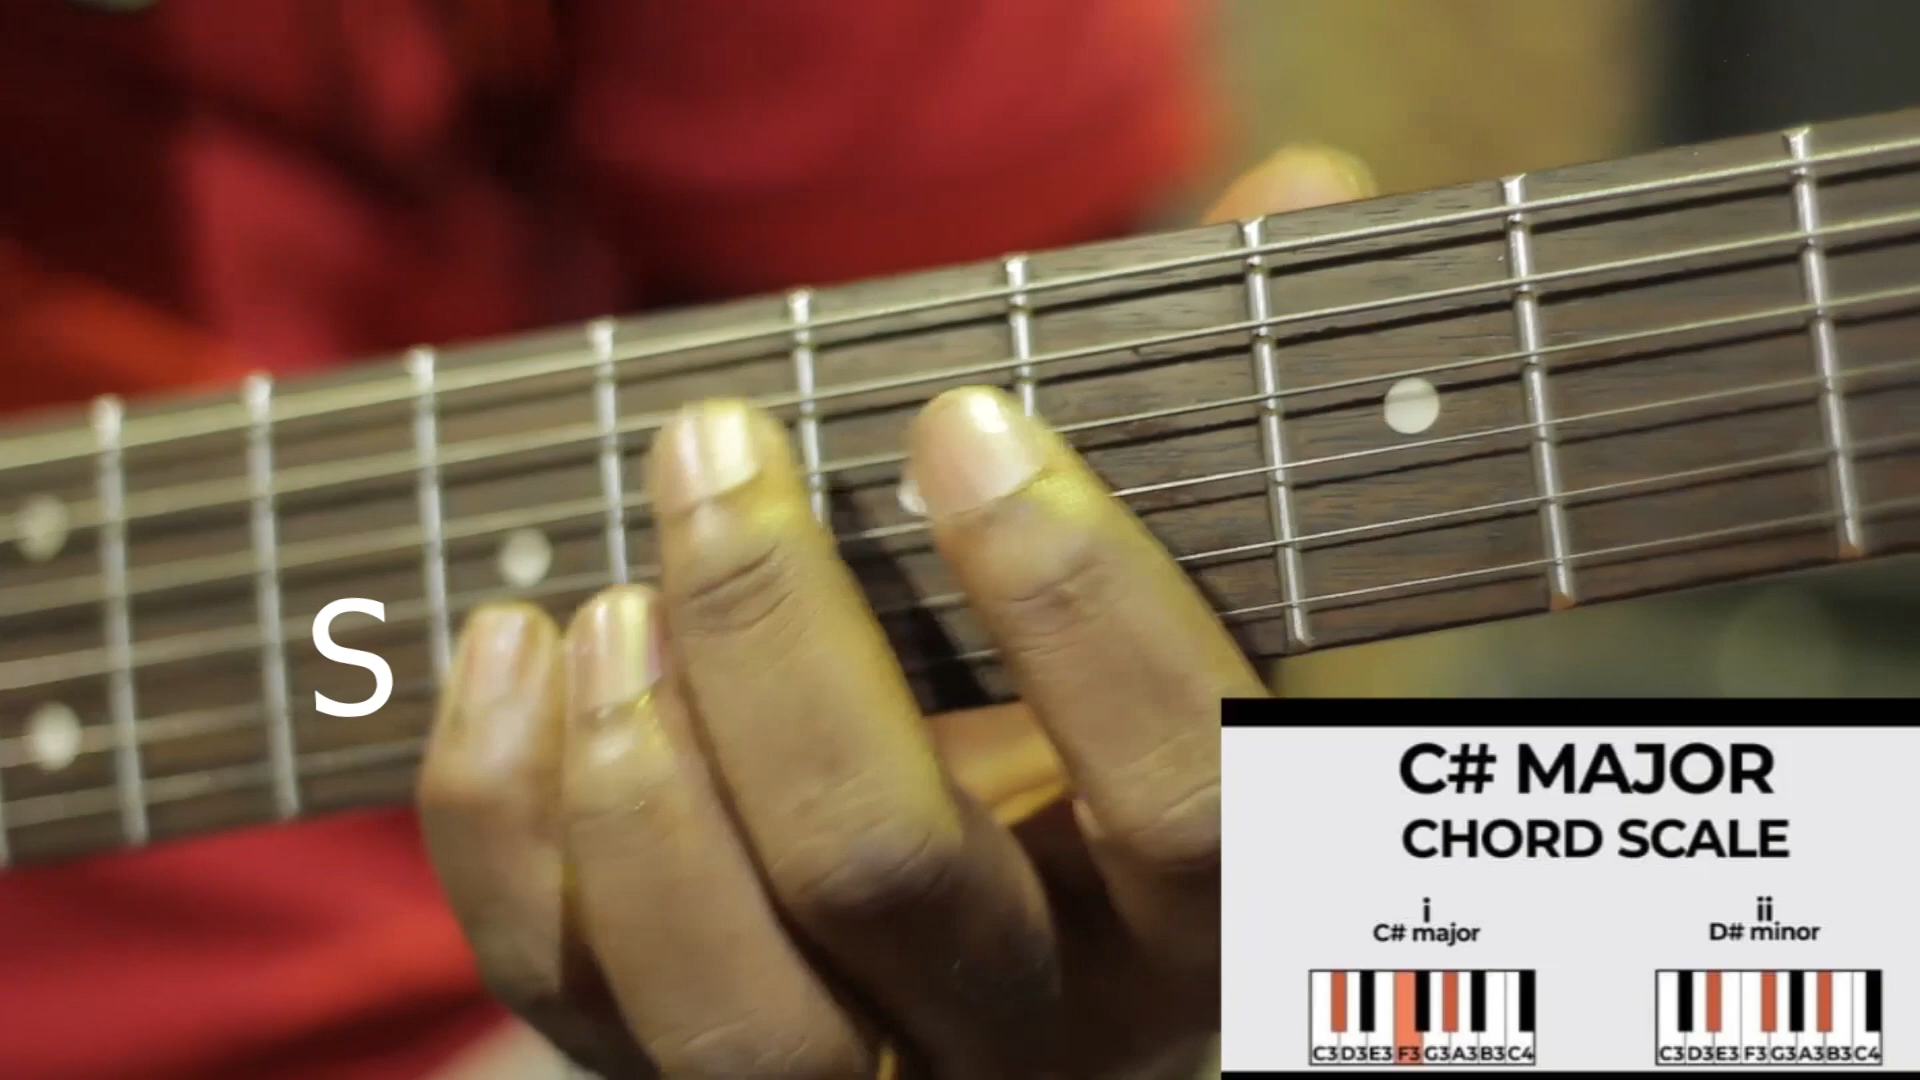 S
C# MAJOR
CHORD SCALE
i
C# major
ii
D# minor
C3 D3 E3 F3 G3 A3 B3 C4
C3 D3 E3 F3 G3 A3 B3 C4